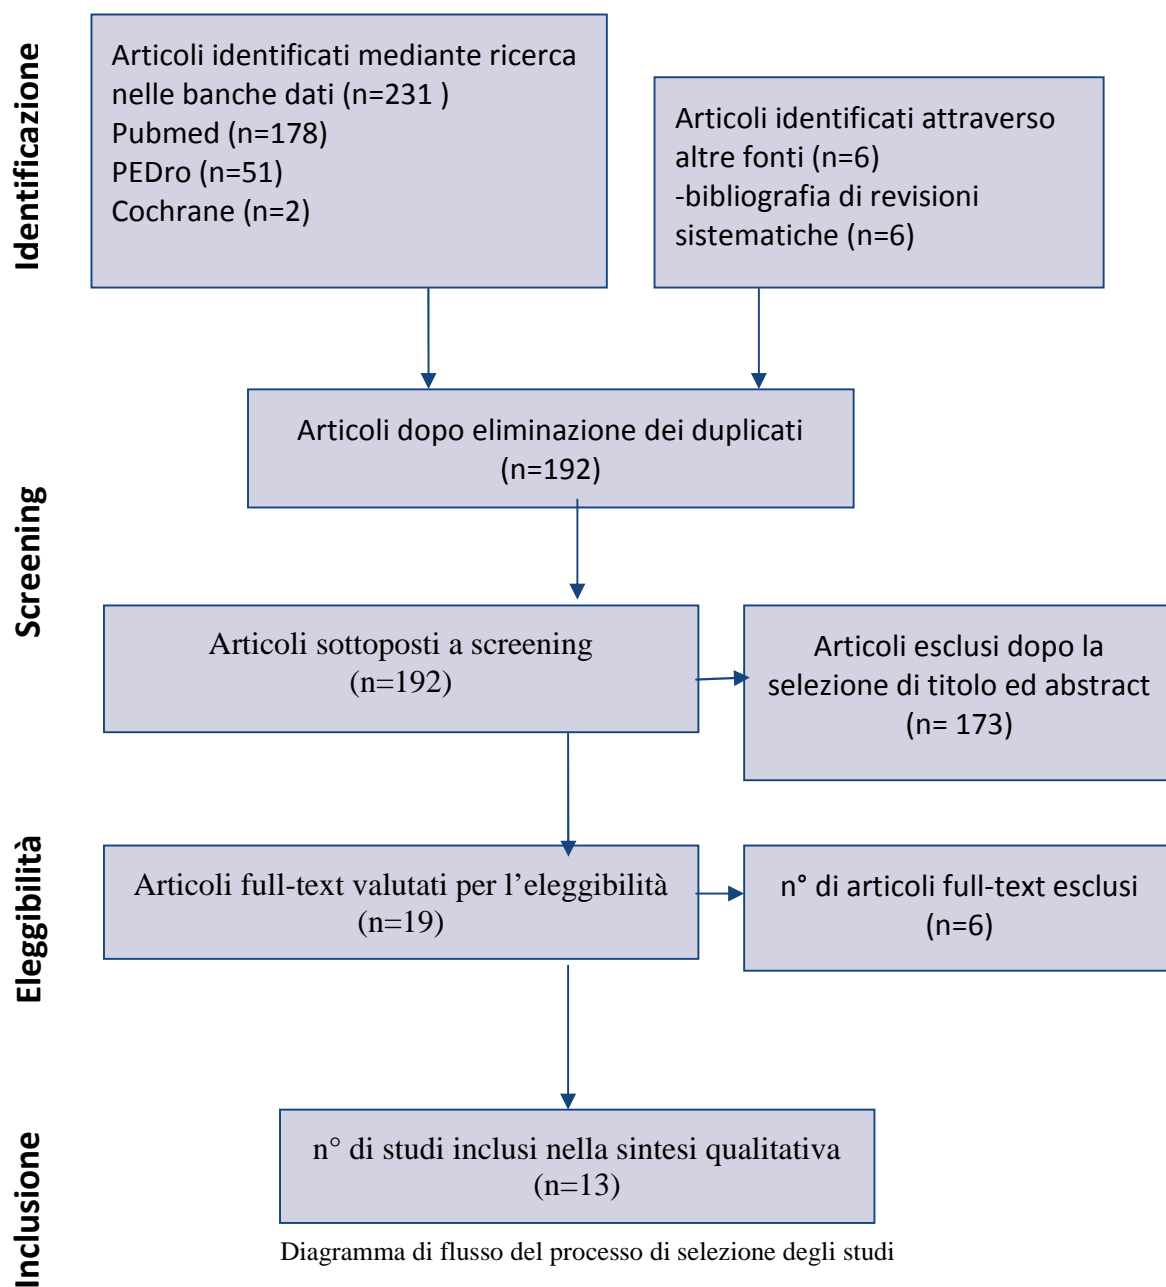 Identificazione
Articoli identificati mediante ricerca
nelle banche dati (n=231 )
Pubmed (n=178)
PEDro (n=51)
Cochrane (n=2)
Articoli identificati attraverso
altre fonti (n=6)
-bibliografia di revisioni
sistematiche (n=6)
Screening
Articoli dopo eliminazione dei duplicati
(n=192)
Articoli sottoposti a screening
(n=192)
Articoli esclusi dopo la
selezione di titolo ed abstract
(n= 173)
Eleggibilità
Articoli full-text valutati per l’eleggibilità
(n=19)
n° di articoli full-text esclusi
(n=6)
Inclusione
n° di studi inclusi nella sintesi qualitativa
(n=13)
Diagramma di flusso del processo di selezione degli studi